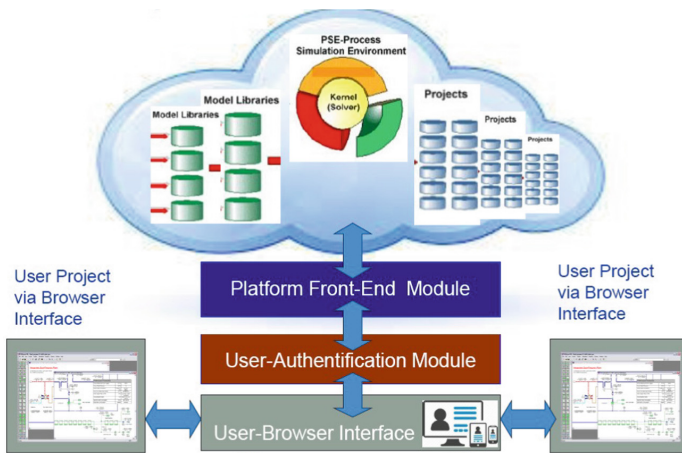 PSE-Process
Simulation Environment
Kernel
(Solver)
Model Libraries
Model Libraries
Projects
Projects
Projects
User Project
via Browser
Interface
Platform Front-End Module
User Project
via Browser
Interface
User-Authentification Module
User-Browser Interface